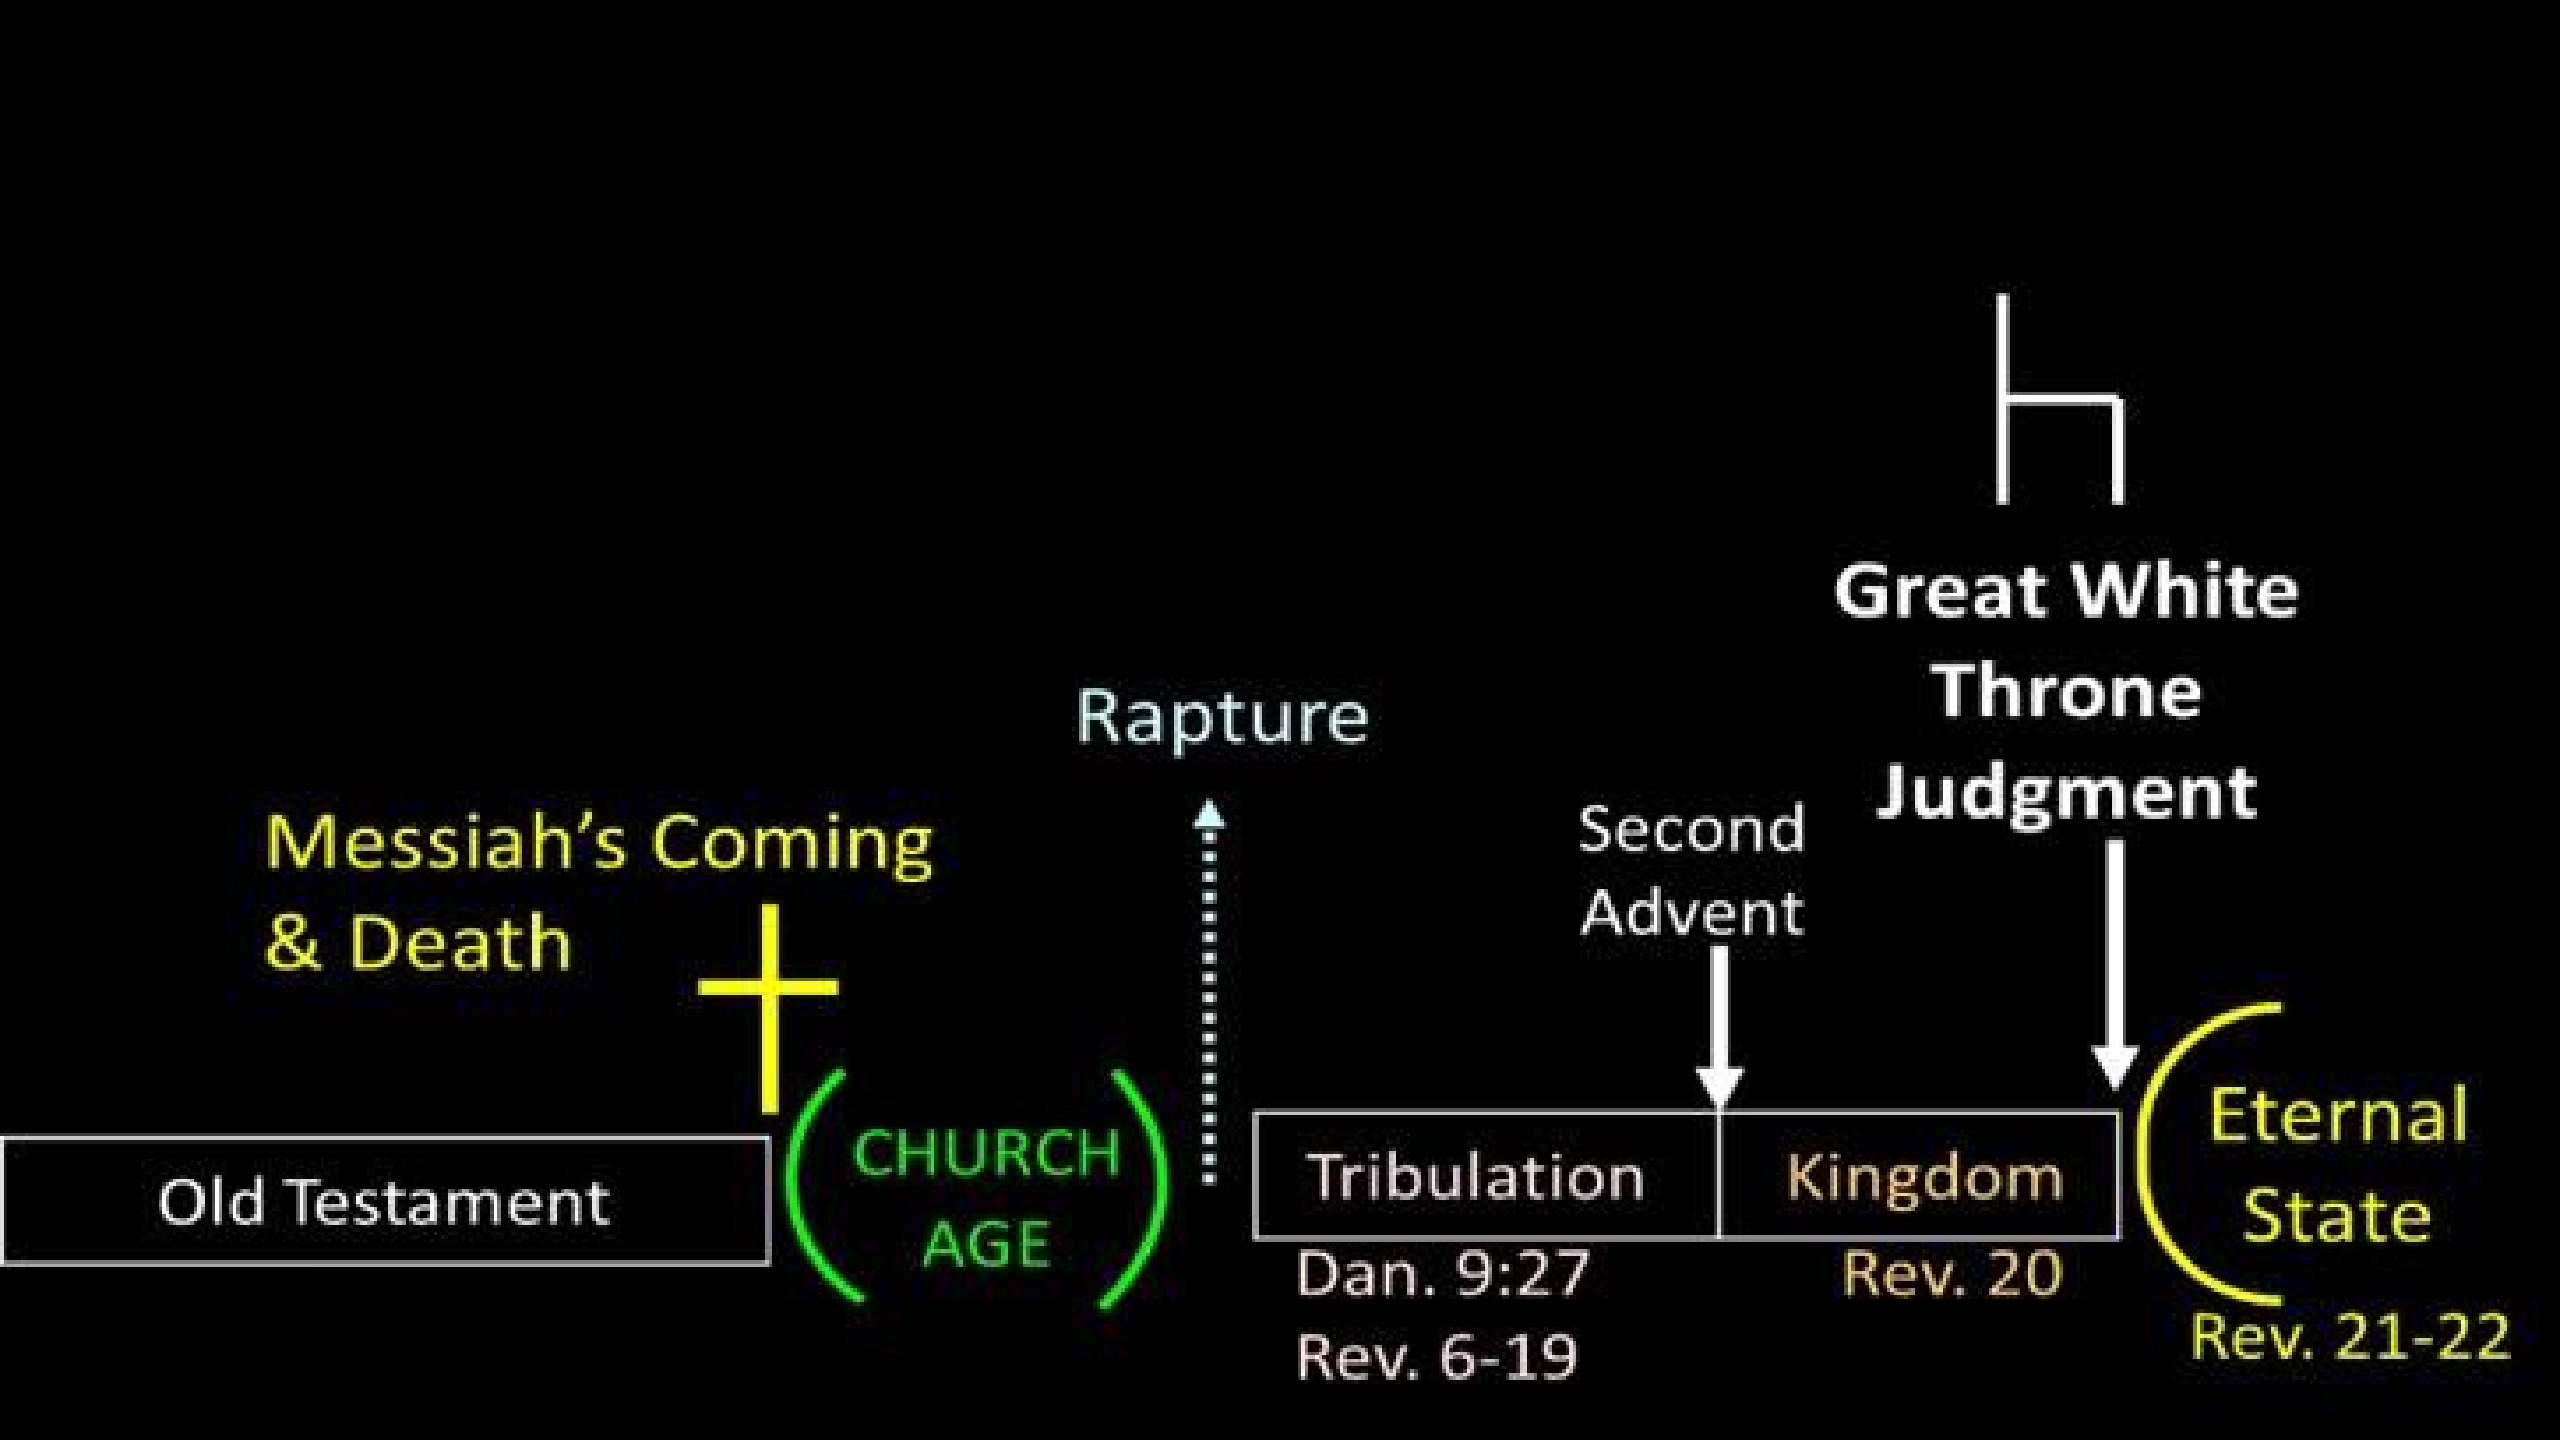 Great White
Throne
Judgment
Rapture
Second
Advent
Messiah’s Coming
& Death
Old Testament
CHURCH
AGE
Tribulation
Kingdom
Eternal
State
Dan. 9:27
Rev. 6-19
Rev. 20
Rev. 21-22